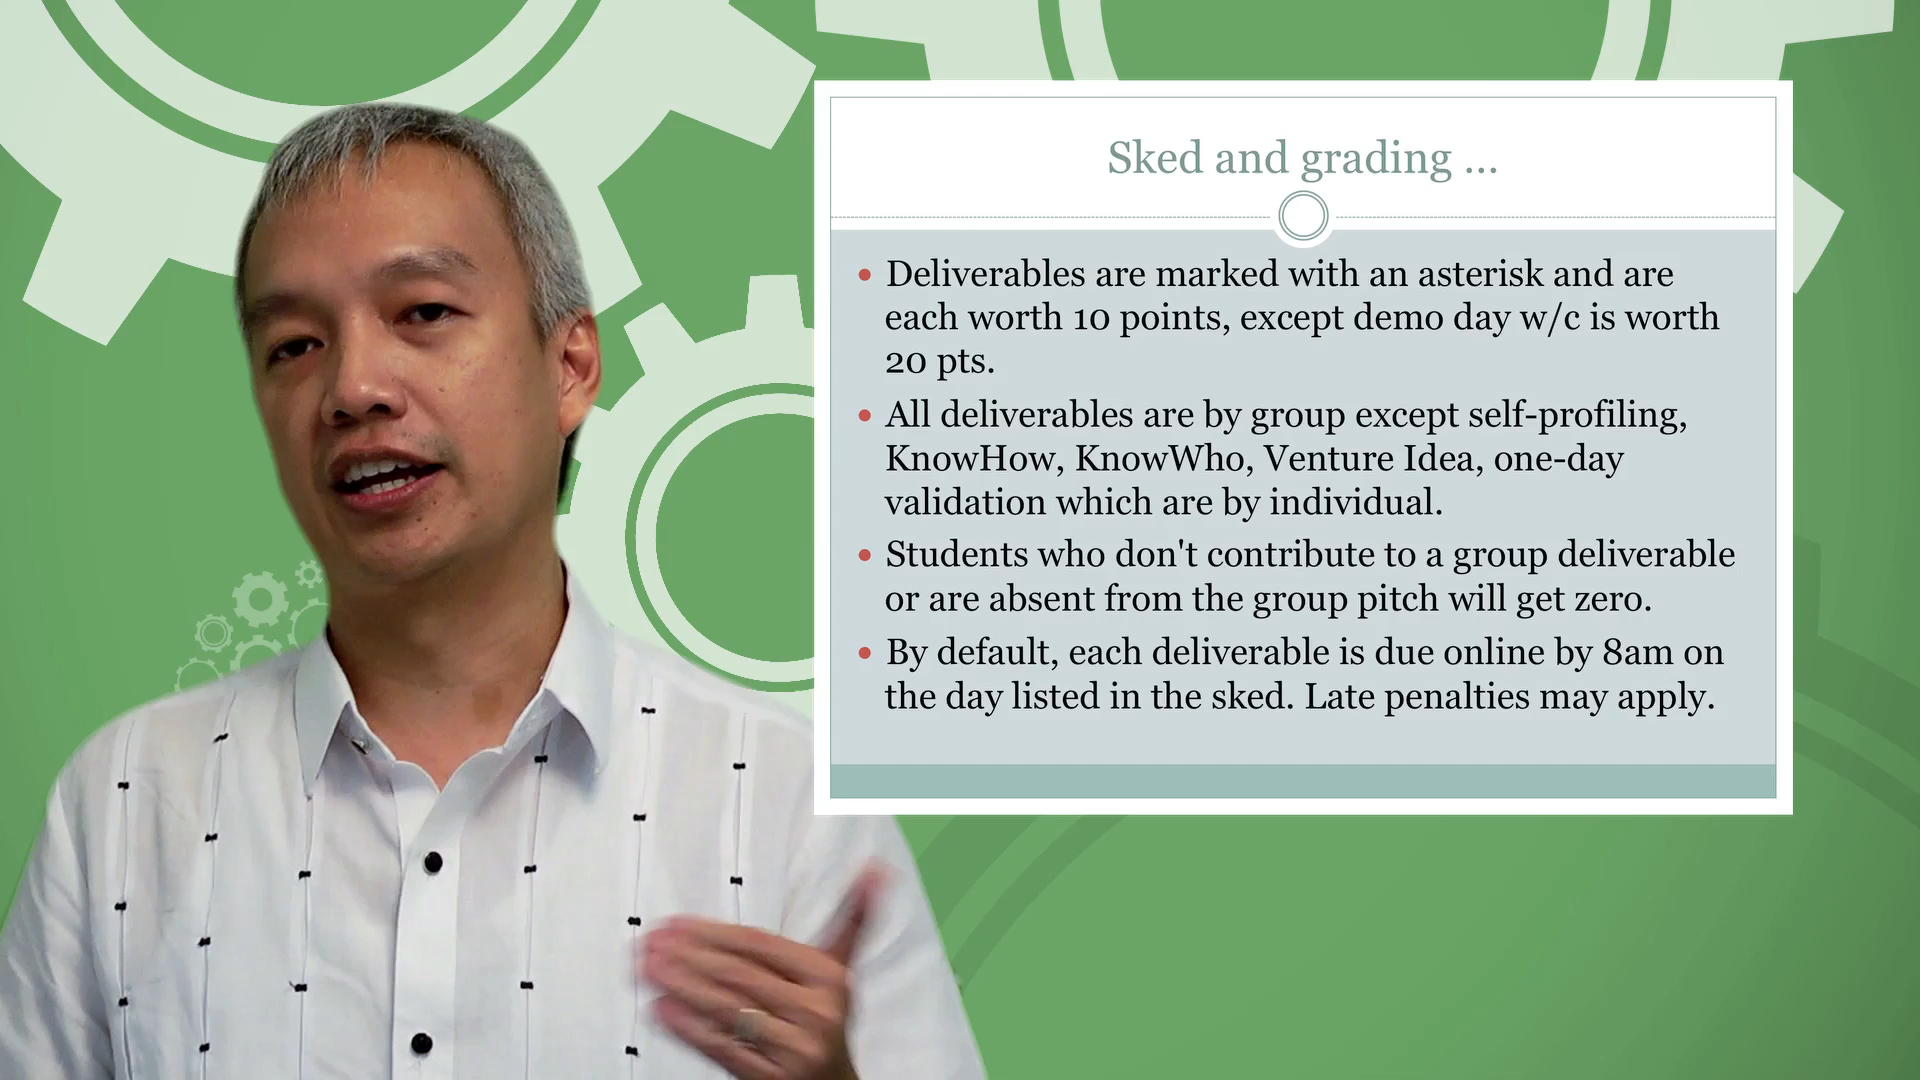 Sked and grading ...
• Deliverables are marked with an asterisk and are
each worth 10 points, except demo day w/c is worth
20 pts.
• All deliverables are by group except self-profiling,
KnowHow, KnowWho, Venture Idea, one-day
validation which are by individual.
• Students who don't contribute to a group deliverable
or are absent from the group pitch will get zero.
• By default, each deliverable is due online by 8am on
the day listed in the sked. Late penalties may apply.